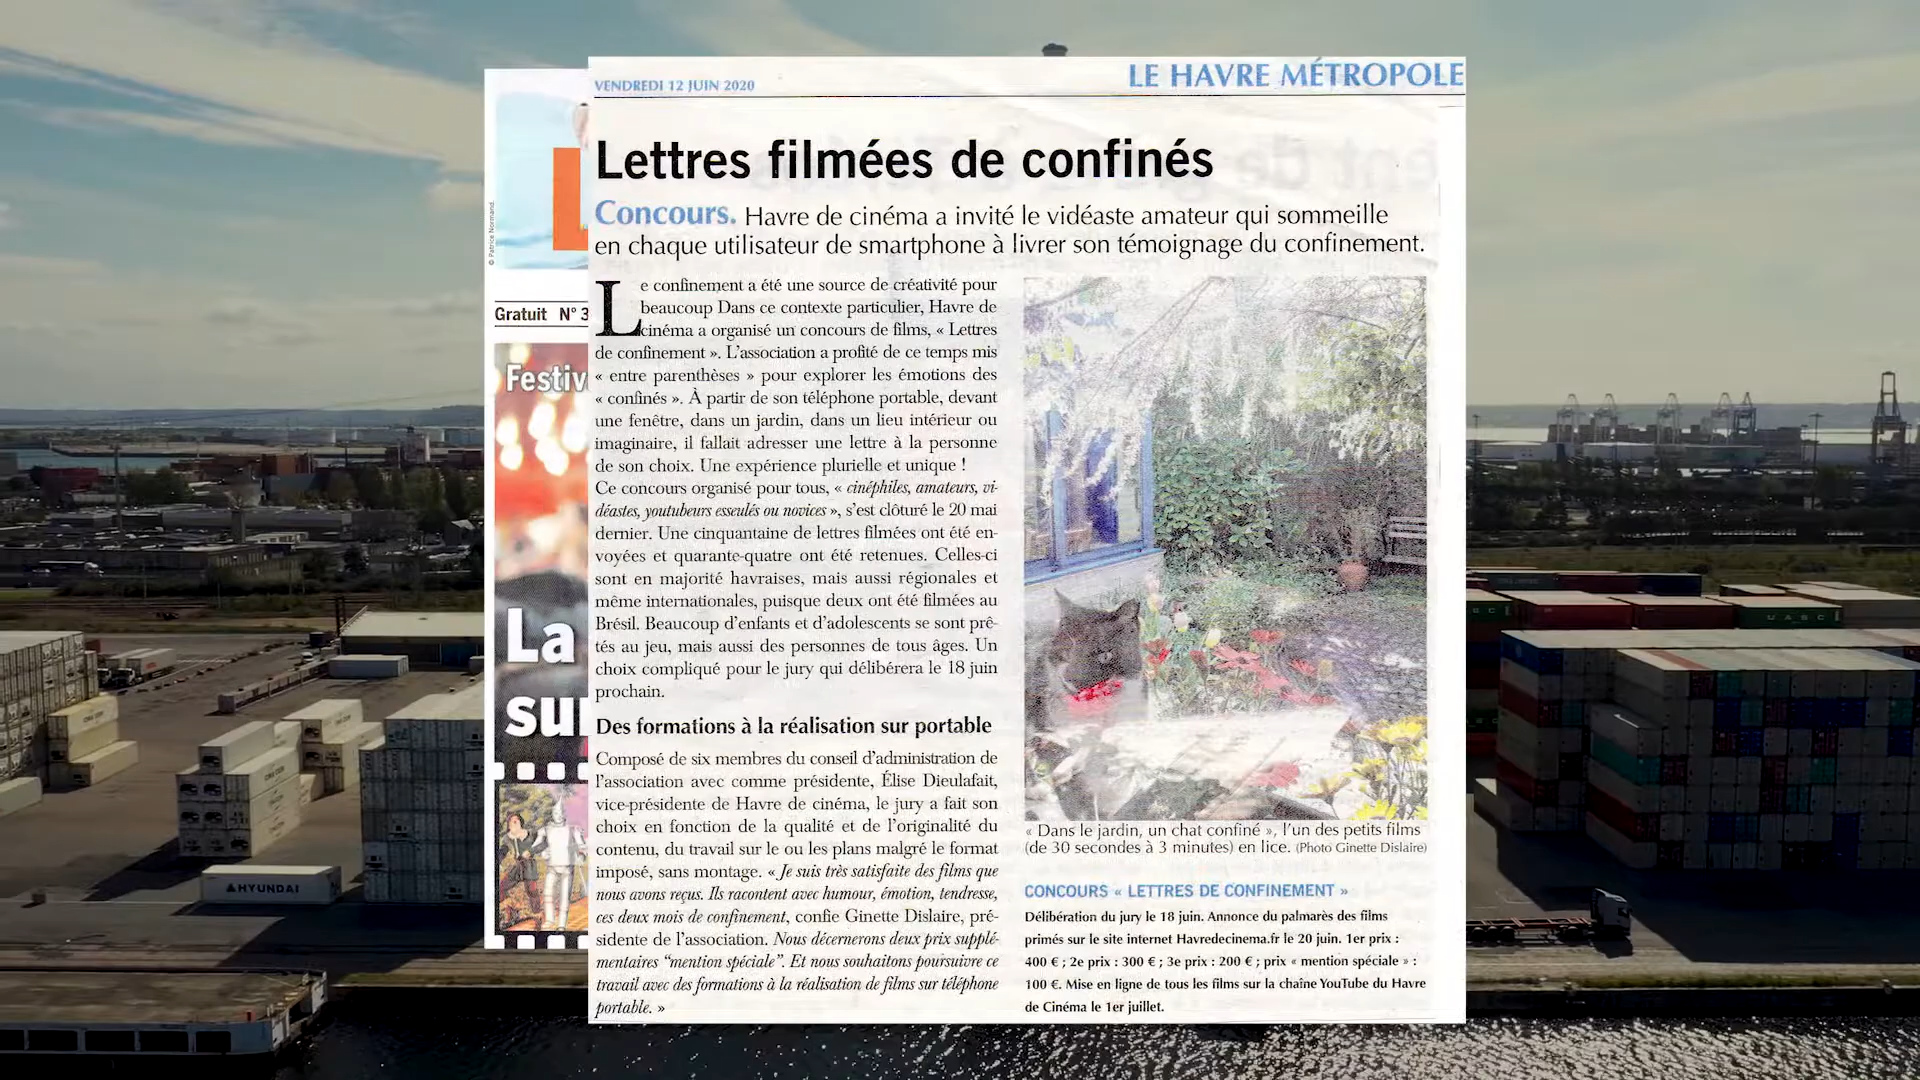 VENDREDI 12 JUIN 2020
LE HAVRE MÉTROPOLE
Lettres filmées de confinés
Concours. Havre de cinéma a invité le vidéaste amateur qui sommeille
en chaque utilisateur de smartphone à livrer son témoignage du confinement.
Le confinement a été une source de créativité pour
beaucoup Dans ce contexte particulier, Havre de
cinéma a organisé un concours de films, « Lettres
de confinement ». L’association a profité de ce temps mis
« entre parenthèses » pour explorer les émotions des
« confinés ». À partir de son téléphone portable, devant
une fenêtre, dans un jardin, dans un lieu intérieur ou
imaginaire, il fallait adresser une lettre à la personne
de son choix. Une expérience plurielle et unique !
Ce concours organisé pour tous, « cinéphiles, amateurs, vi-
déastes, youtubeurs esseulés ou novices », s’est clôturé le 20 mai
dernier. Une cinquantaine de lettres filmées ont été en-
voyées et quarante-quatre ont été retenues. Celles-ci
sont en majorité havraises, mais aussi régionales et
même internationales, puisque deux ont été filmées au
Brésil. Beaucoup d’enfants et d’adolescents se sont prê-
tés au jeu, mais aussi des personnes de tous âges. Un
choix compliqué pour le jury qui délibérera le 18 juin
prochain.
Des formations à la réalisation sur portable
Composé de six membres du conseil d’administration de
l’association avec comme présidente, Élise Dieulafait,
vice-présidente de Havre de cinéma, le jury a fait son
choix en fonction de la qualité et de l’originalité du
contenu, du travail sur le ou les plans malgré le format
imposé, sans montage. « Je suis très satisfaite des films que
nous avons reçus. Ils racontent avec humour, émotion, tendresse,
ces deux mois de confinement, confie Ginette Dislaire, pré-
sidente de l’association. Nous décernerons deux prix supplé-
mentaires “mention spéciale”. Et nous souhaitons poursuivre ce
travail avec des formations à la réalisation de films sur téléphone
portable. »
« Dans le jardin, un chat confiné », l’un des petits films
(de 30 secondes à 3 minutes) en lice. (Photo Ginette Dislaire)
CONCOURS « LETTRES DE CONFINEMENT »
Délibération du jury le 18 juin. Annonce du palmarès des films
primés sur le site internet Havredecinema.fr le 20 juin. 1er prix :
400 € ; 2e prix : 300 € ; 3e prix : 200 € ; prix « mention spéciale » :
100 €. Mise en ligne de tous les films sur la chaîne YouTube du Havre
de Cinéma le 1er juillet.
© Patrice Normand.
Gratuit N° 3
Festiv
La
sur
HYUNDAI
UASC